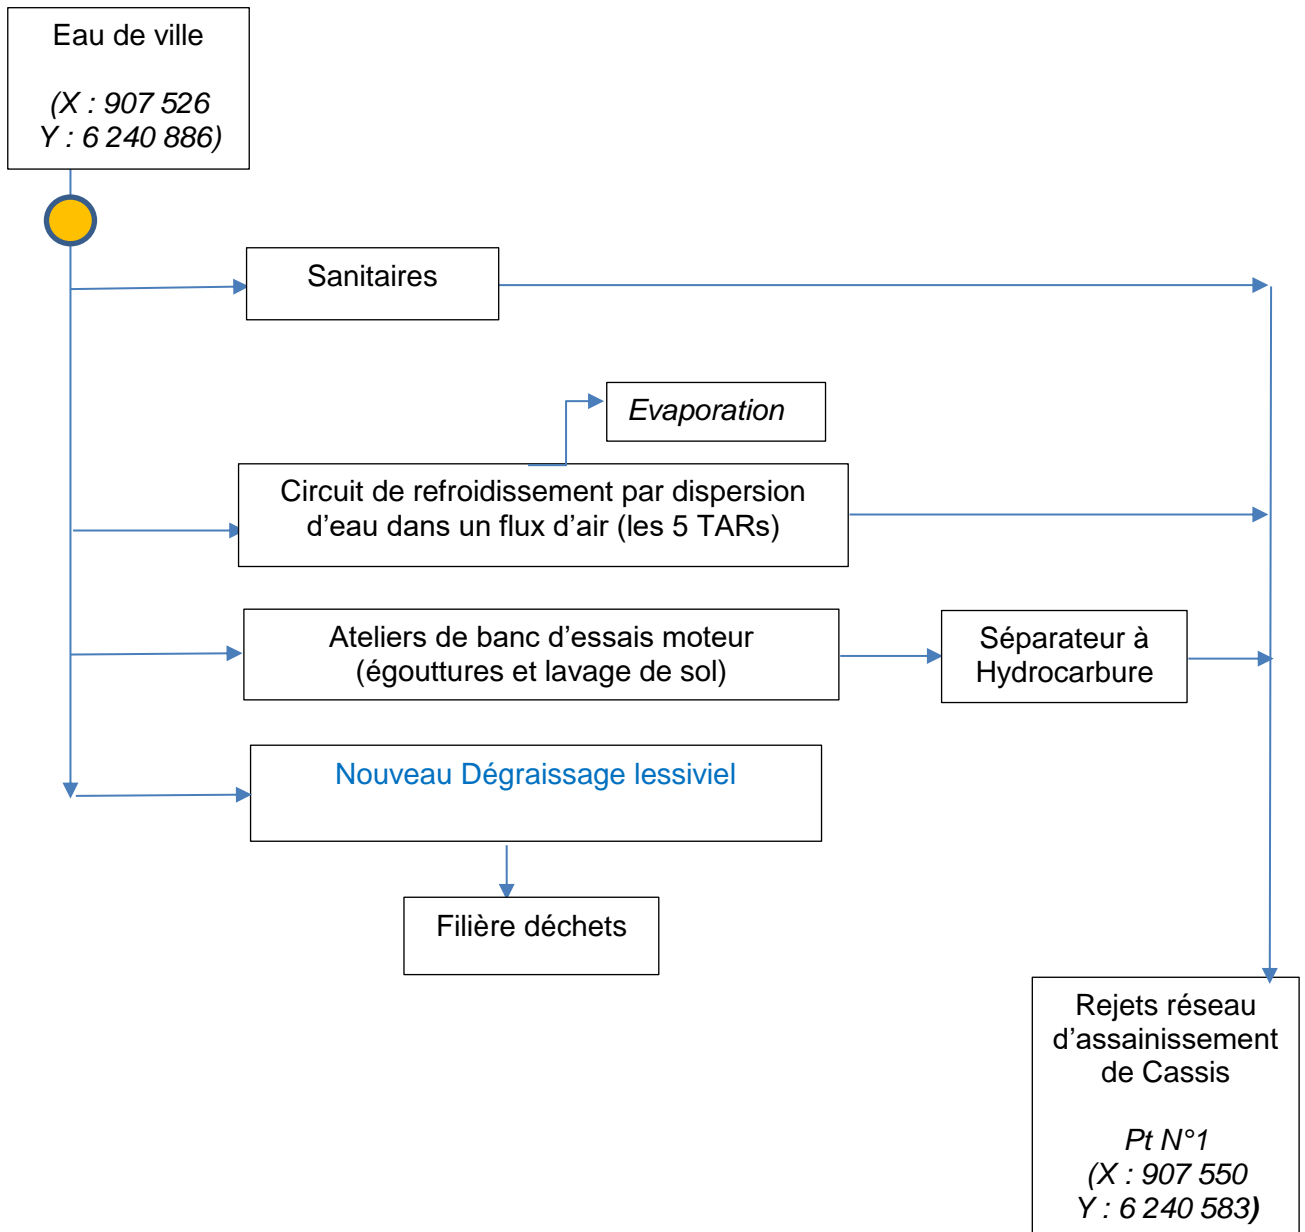 Eau de ville
(X : 907 526
Y : 6 240 886)
Sanitaires
Evaporation
Circuit de refroidissement par dispersion
d’eau dans un flux d’air (les 5 TARs)
Ateliers de banc d’essais moteur
(égouttures et lavage de sol)
Séparateur à
Hydrocarbure
Nouveau Dégraissage lessiviel
Filière déchets
Rejets réseau
d’assainissement
de Cassis
Pt N°1
(X : 907 550
Y : 6 240 583)